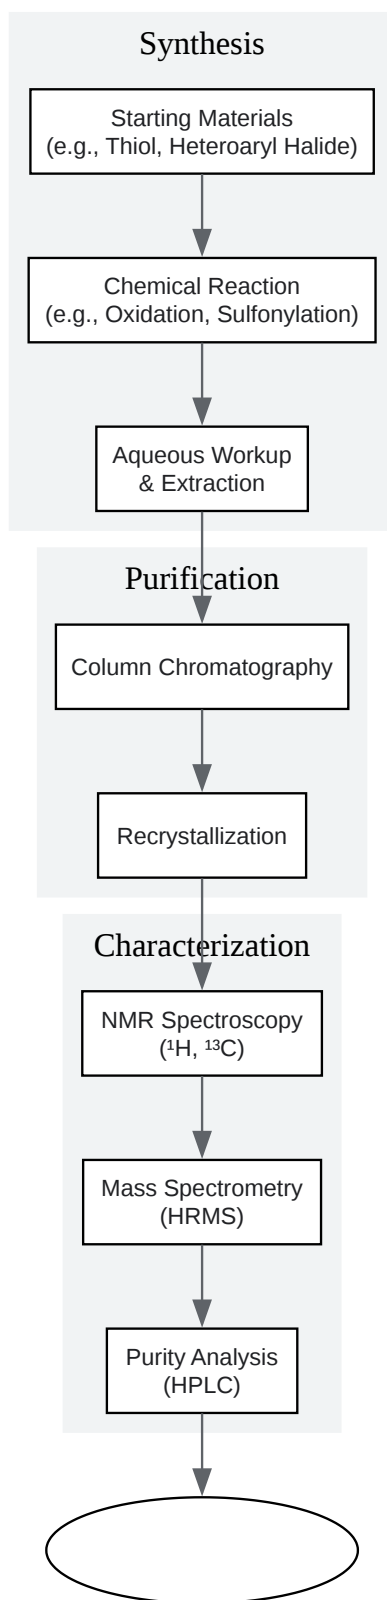 Synthesis
Starting Materials
(e.g., Thiol, Heteroaryl Halide)
Chemical Reaction
(e.g., Oxidation, Sulfonylation)
Aqueous Workup
& Extraction
Purification
Column Chromatography
Recrystallization
Characterization
NMR Spectroscopy
(¹H, ¹³C)
Mass Spectrometry
(HRMS)
Purity Analysis
(HPLC)